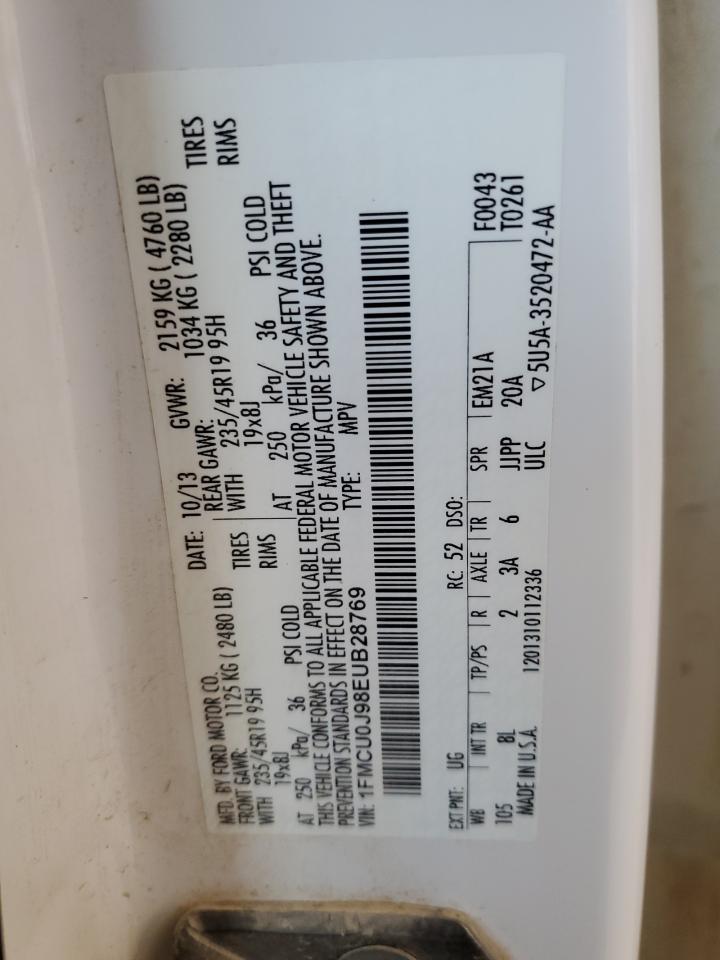 MFD. BY FORD MOTOR CO. DATE: 10/13 GVWR: 2159 KG ( 4760 LB)
FRONT GAWR: 1125 KG ( 2480 LB) REAR GAWR: 1034 KG ( 2280 LB)
WITH 235/45R19 95H TIRES WITH 235/45R19 95H TIRES
19x8J RIMS 19x8J RIMS
AT 250 kPa/ 36 PSI COLD AT 250 kPa/ 36 PSI COLD
THIS VEHICLE CONFORMS TO ALL APPLICABLE FEDERAL MOTOR VEHICLE SAFETY AND THEFT
PREVENTION STANDARDS IN EFFECT ON THE DATE OF MANUFACTURE SHOWN ABOVE.
VIN: 1FMCU0J98EUB28769 TYPE: MPV
F0043
EXT PNT: UG RC: 52 DSO: T0261
WB INT TR TP/PS R AXLE TR SPR EM21A
105 8L 2 3A 6 JJPP 20A
MADE IN U.S.A. 1201310112336 ULC ▽5U5A-3520472-AA